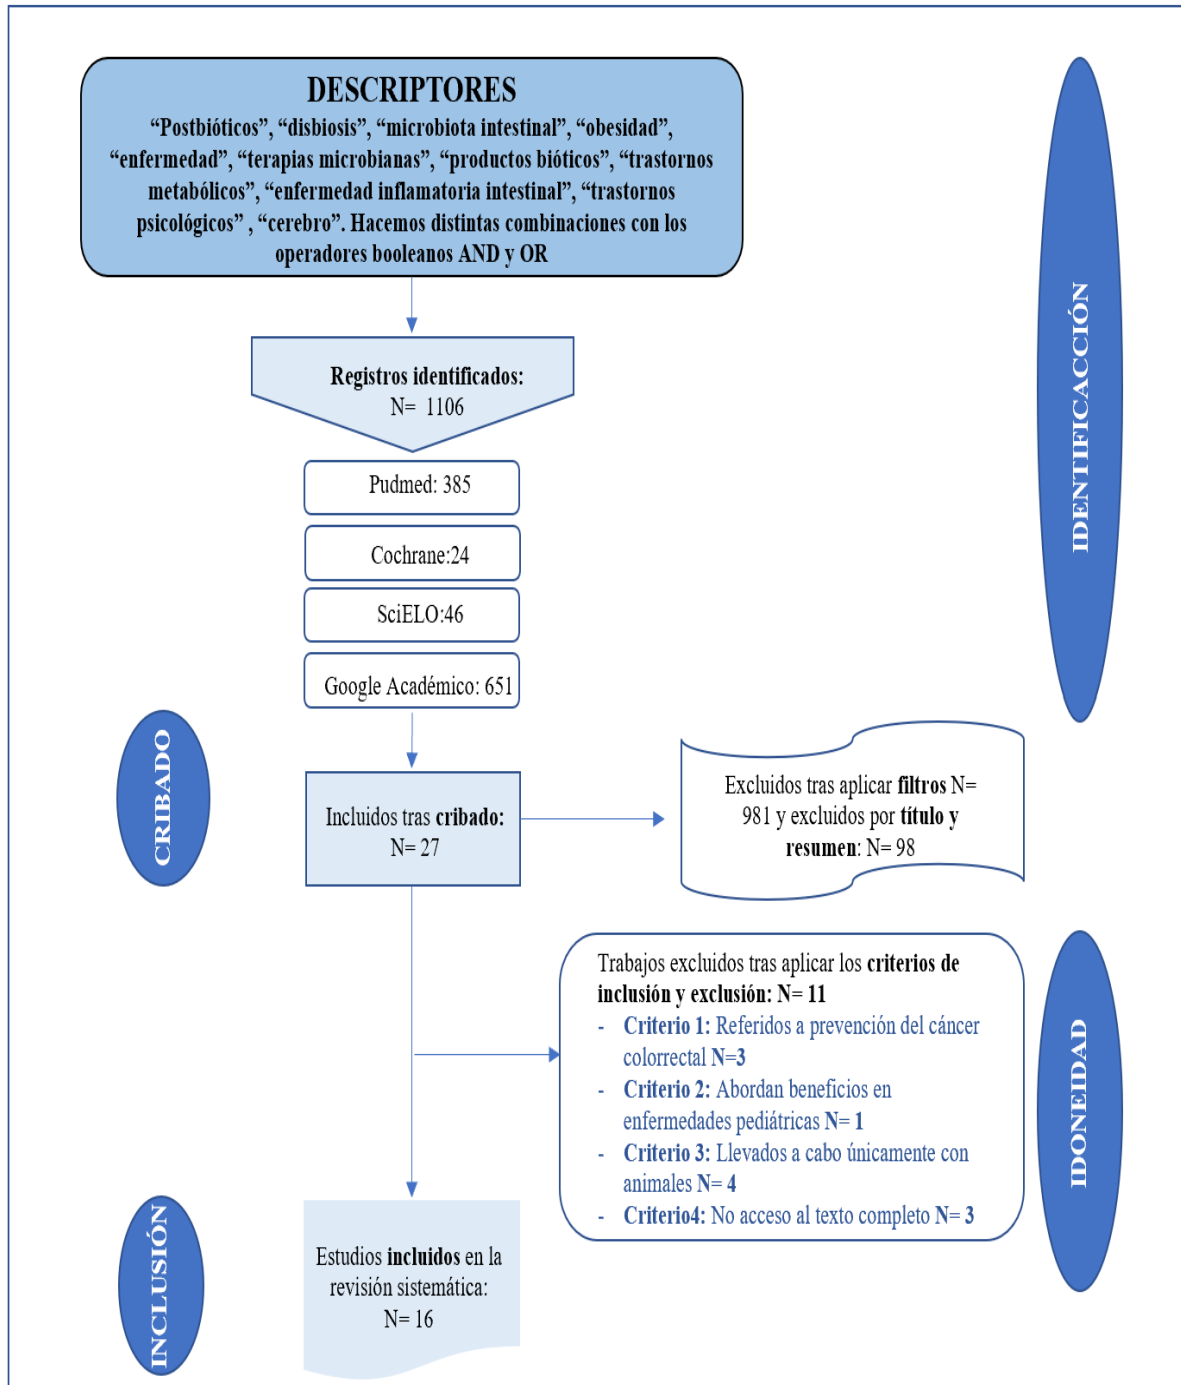 DESCRIPTORES
“Postbióticos”, “disbiosis”, “microbiota intestinal”, “obesidad”,
“enfermedad”, “terapias microbianas”, “productos bióticos”, “trastornos
metabólicos”, “enfermedad inflamatoria intestinal”, “trastornos
psicológicos” , “cerebro”. Hacemos distintas combinaciones con los
operadores booleanos AND y OR
IDENTIFICACCIÓN
Registros identificados:
N= 1106
Pudmed: 385
Cochrane:24
SciELO:46
Google Académico: 651
CRIBADO
Incluidos tras cribado:
N= 27
Excluidos tras aplicar filtros N=
981 y excluidos por título y
resumen: N= 98
IDONEIDAD
Trabajos excluidos tras aplicar los criterios de
inclusión y exclusión: N= 11
- Criterio 1: Referidos a prevención del cáncer
colorrectal N=3
- Criterio 2: Abordan beneficios en
enfermedades pediátricas N= 1
- Criterio 3: Llevados a cabo únicamente con
animales N= 4
- Criterio4: No acceso al texto completo N= 3
INCLUSIÓN
Estudios incluidos en la
revisión sistemática:
N= 16